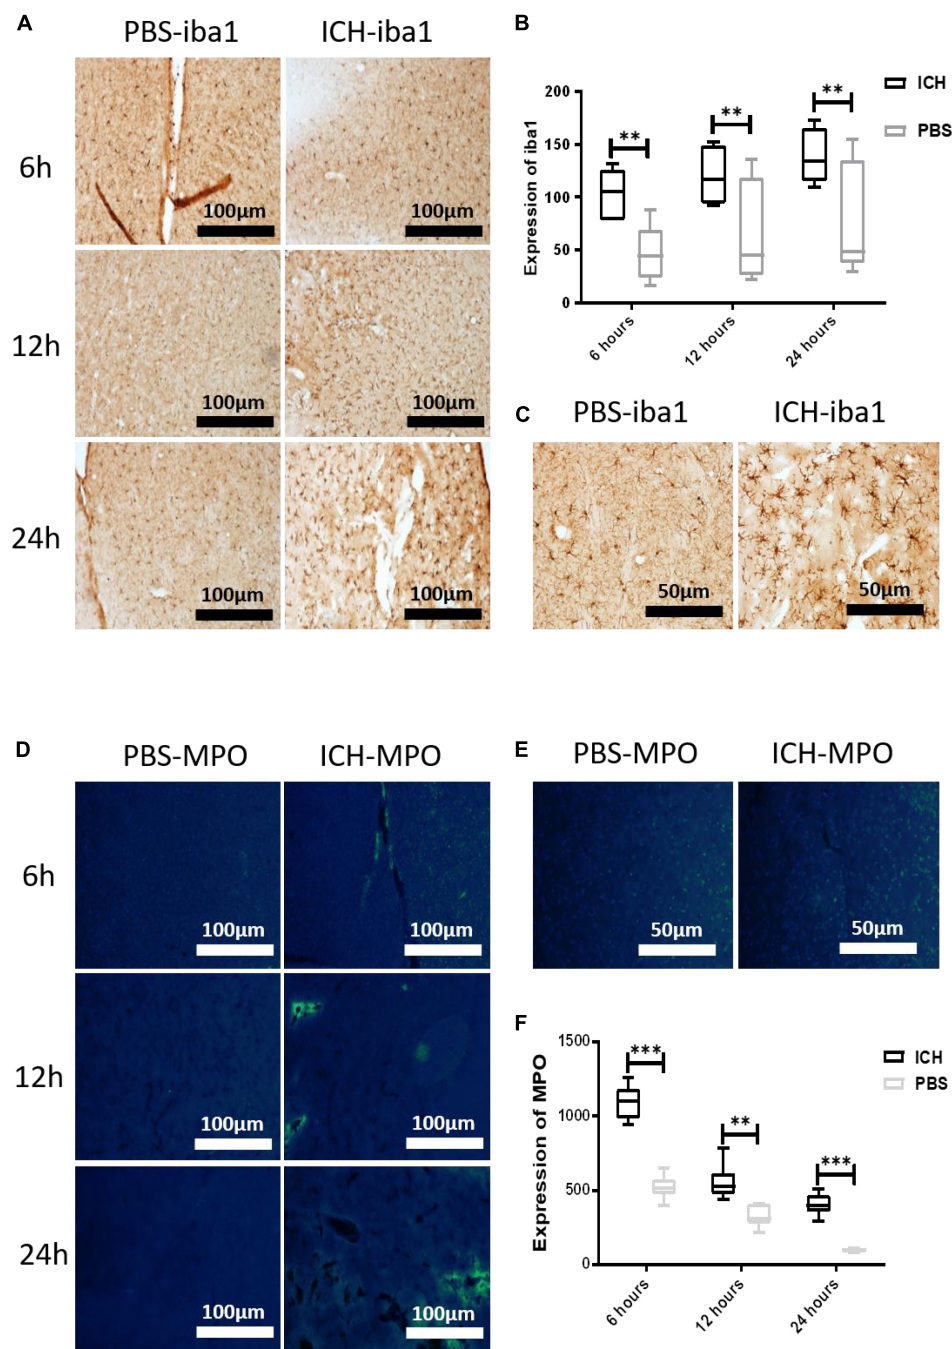 A
PBS-iba1
ICH-iba1
6h
100µm
100µm
12h
100µm
100µm
24h
100µm
100µm
B
ICH
PBS
Expression of iba1
200
150
100
50
0
**
**
**
6 hours
12 hours
24 hours
C
PBS-iba1
ICH-iba1
50µm
50µm
D
PBS-MPO
ICH-MPO
6h
100µm
100µm
12h
100µm
100µm
24h
100µm
100µm
E
PBS-MPO
ICH-MPO
50µm
50µm
F
ICH
PBS
Expression of MPO
1500
1000
500
0
***
**
***
6 hours
12 hours
24 hours